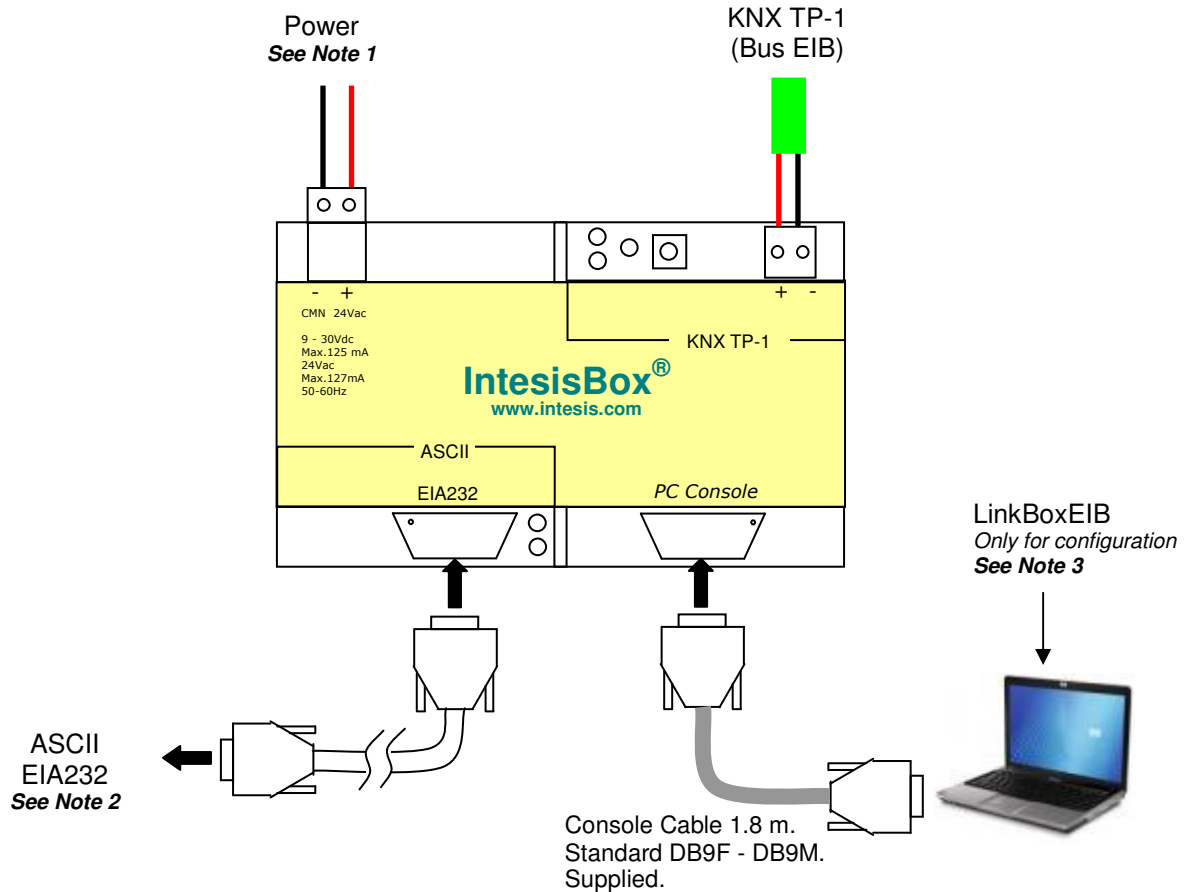 Power
See Note 1
KNX TP-1
(Bus EIB)
- +
CMN 24Vac
9 - 30Vdc
Max.125 mA
24Vac
Max.127mA
50-60Hz
+ -
KNX TP-1
IntesisBox®
www.intesis.com
ASCII
EIA232
PC Console
LinkBoxEIB
Only for configuration
See Note 3
ASCII
EIA232
See Note 2
Console Cable 1.8 m.
Standard DB9F - DB9M.
Supplied.